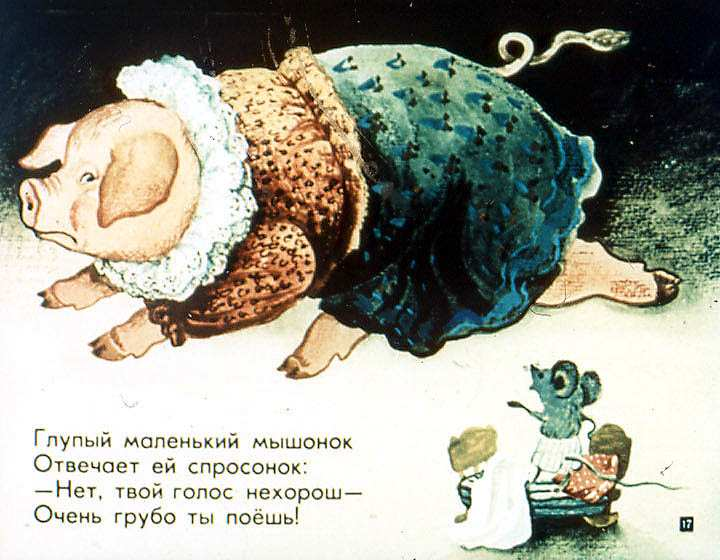 Глупый маленький мышонок
Отвечает ей спросонок:
—Нет, твой голос нехорош—
Очень грубо ты поёшь!
17